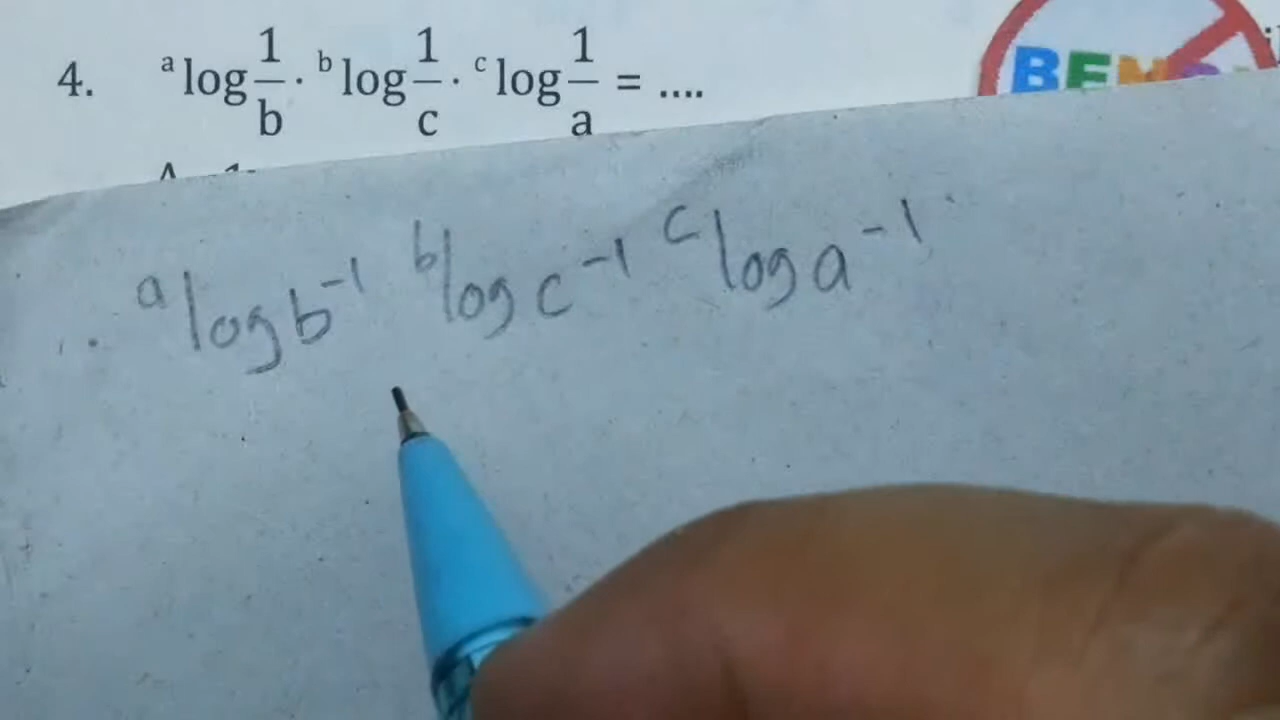 4. ᵃlog 1/b · ᵇlog 1/c · ᶜlog 1/a = ....
ᵃlog b⁻¹ ᵇlog c⁻¹ ᶜlog a⁻¹